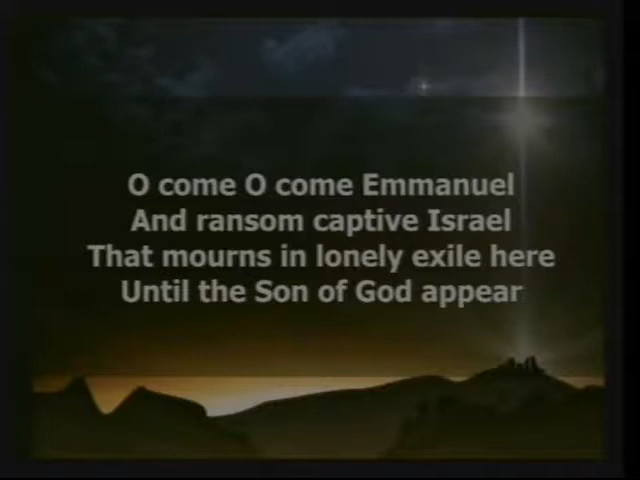 O come O come Emmanuel
And ransom captive Israel
That mourns in lonely exile here
Until the Son of God appear